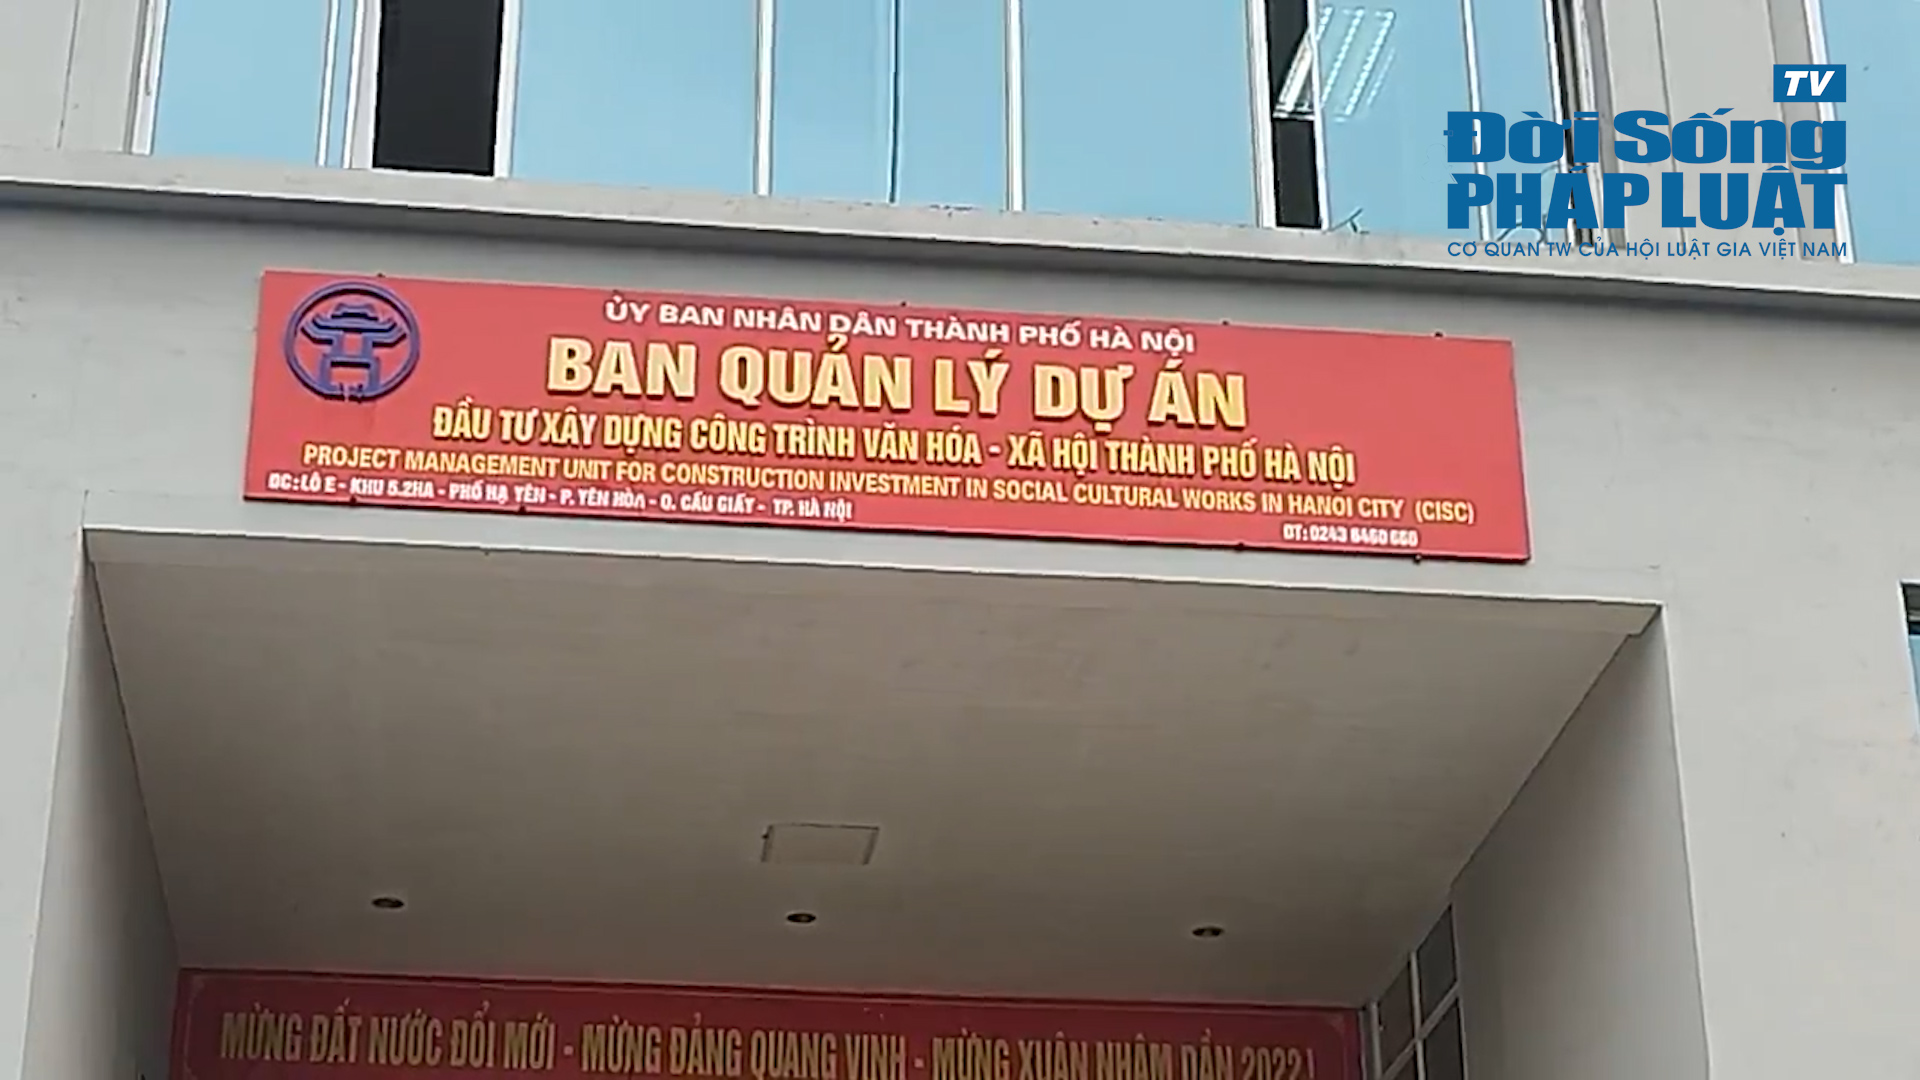 TV
Đời Sống
PHÁP LUẬT
CƠ QUAN TW CỦA HỘI LUẬT GIA VIỆT NAM
ỦY BAN NHÂN DÂN THÀNH PHỐ HÀ NỘI
BAN QUẢN LÝ DỰ ÁN
ĐẦU TƯ XÂY DỰNG CÔNG TRÌNH VĂN HÓA - XÃ HỘI THÀNH PHỐ HÀ NỘI
PROJECT MANAGEMENT UNIT FOR CONSTRUCTION INVESTMENT IN SOCIAL CULTURAL WORKS IN HANOI CITY (CISC)
ĐC: LÔ E - KHU 5.2HA - PHỐ HẠ YÊN - P. YÊN HÒA - Q. CẦU GIẤY - TP. HÀ NỘI
ĐT: 0243
MỪNG ĐẤT NƯỚC ĐỔI MỚI - MỪNG ĐẢNG QUANG VINH - MỪNG XUÂN NHÂM DẦN 2022!